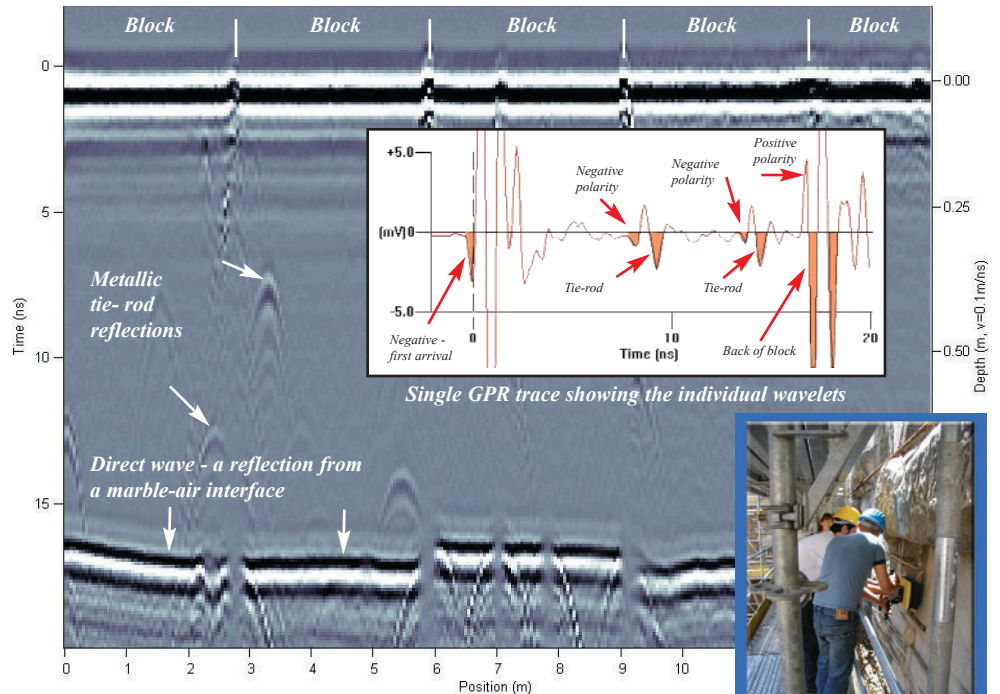 Block
Block
Block
Block
Block
0
5
10
15
Time (ns)
0.00
0.25
0.50
Depth (m, v=0.1m/ns)
+5.0
(mV)0
-5.0
Negative
polarity
Negative
polarity
Positive
polarity
Tie-rod
Tie-rod
Negative -
first arrival
Back of block
0
10
20
Time (ns)
Single GPR trace showing the individual wavelets
Metallic
tie- rod
reflections
Direct wave - a reflection from
a marble-air interface
0
1
2
3
4
5
6
7
8
9
10
Position (m)